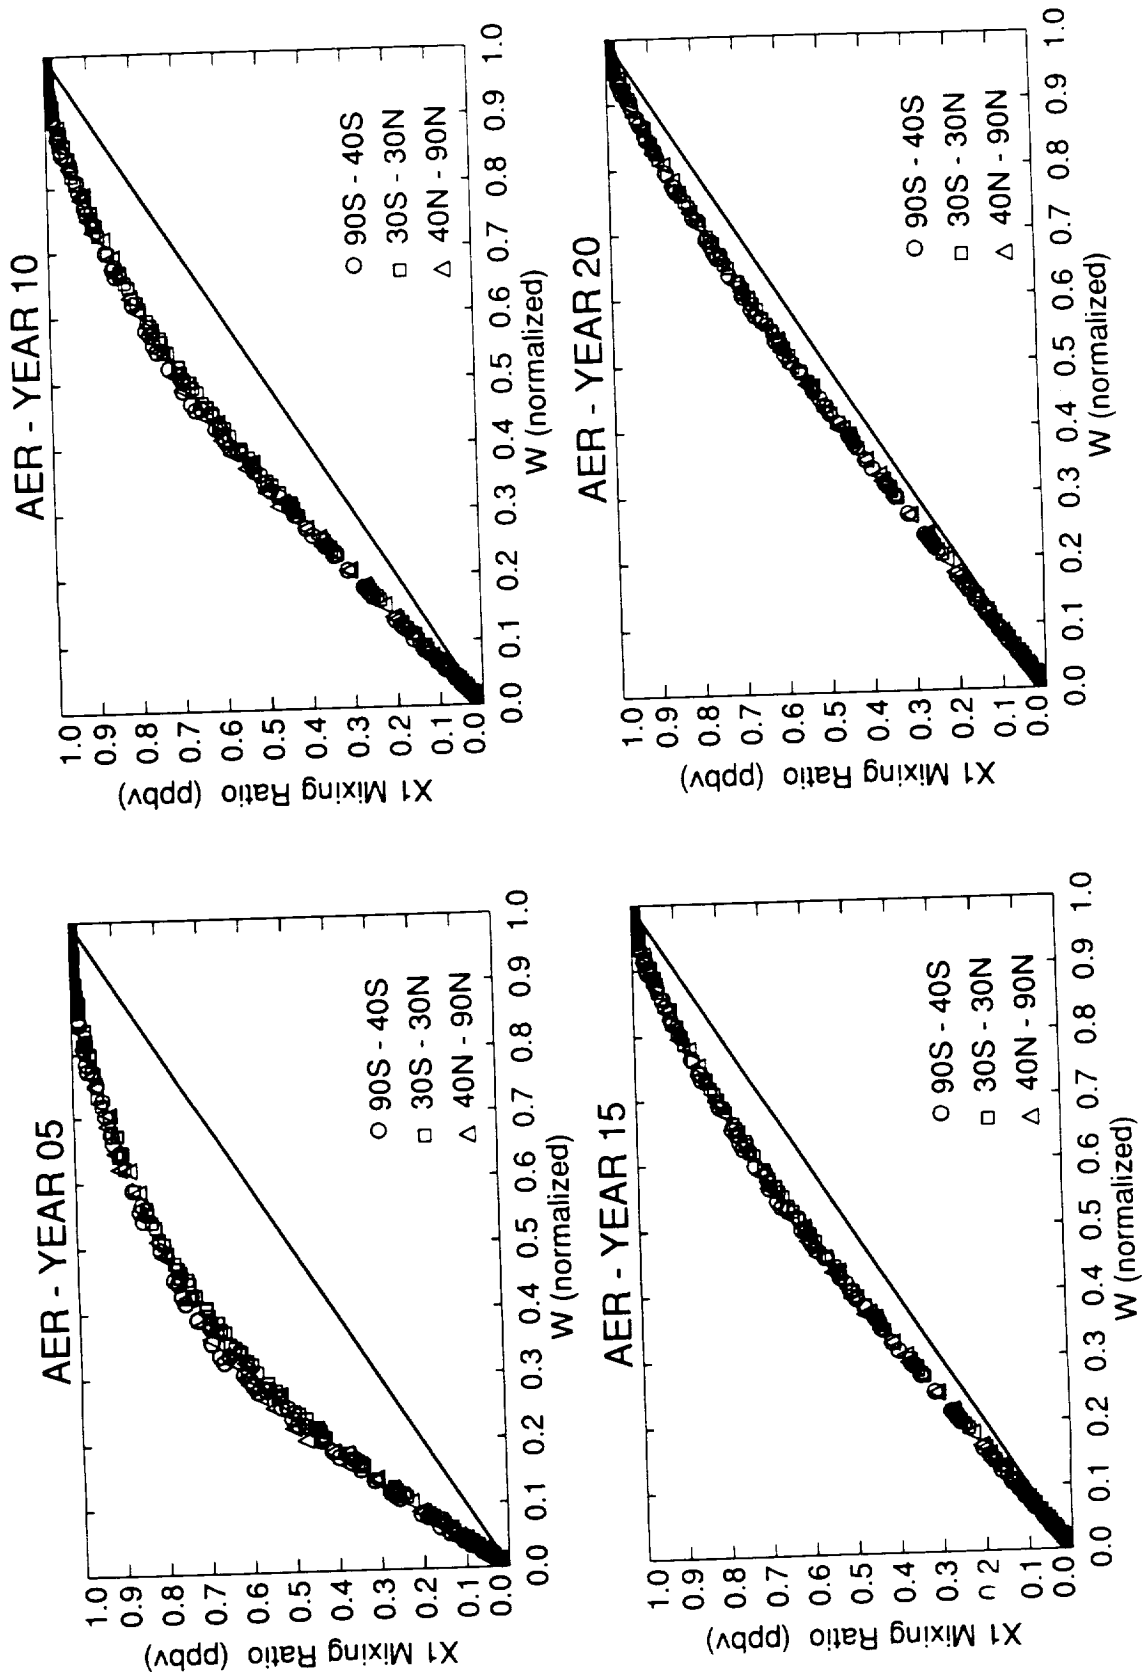 AER - YEAR 05
X1 Mixing Ratio (ppbv)
1.0
0.9
0.8
0.7
0.6
0.5
0.4
0.3
0.2
0.1
0.0
○ 90S - 40S
□ 30S - 30N
△ 40N - 90N
0.0 0.1 0.2 0.3 0.4 0.5 0.6 0.7 0.8 0.9 1.0
W (normalized)
AER - YEAR 10
X1 Mixing Ratio (ppbv)
1.0
0.9
0.8
0.7
0.6
0.5
0.4
0.3
0.2
0.1
0.0
○ 90S - 40S
□ 30S - 30N
△ 40N - 90N
0.0 0.1 0.2 0.3 0.4 0.5 0.6 0.7 0.8 0.9 1.0
W (normalized)
AER - YEAR 15
X1 Mixing Ratio (ppbv)
1.0
0.9
0.8
0.7
0.6
0.5
0.4
0.3
0.2
0.1
0.0
○ 90S - 40S
□ 30S - 30N
△ 40N - 90N
0.0 0.1 0.2 0.3 0.4 0.5 0.6 0.7 0.8 0.9 1.0
W (normalized)
AER - YEAR 20
X1 Mixing Ratio (ppbv)
1.0
0.9
0.8
0.7
0.6
0.5
0.4
0.3
0.2
0.1
0.0
○ 90S - 40S
□ 30S - 30N
△ 40N - 90N
0.0 0.1 0.2 0.3 0.4 0.5 0.6 0.7 0.8 0.9 1.0
W (normalized)